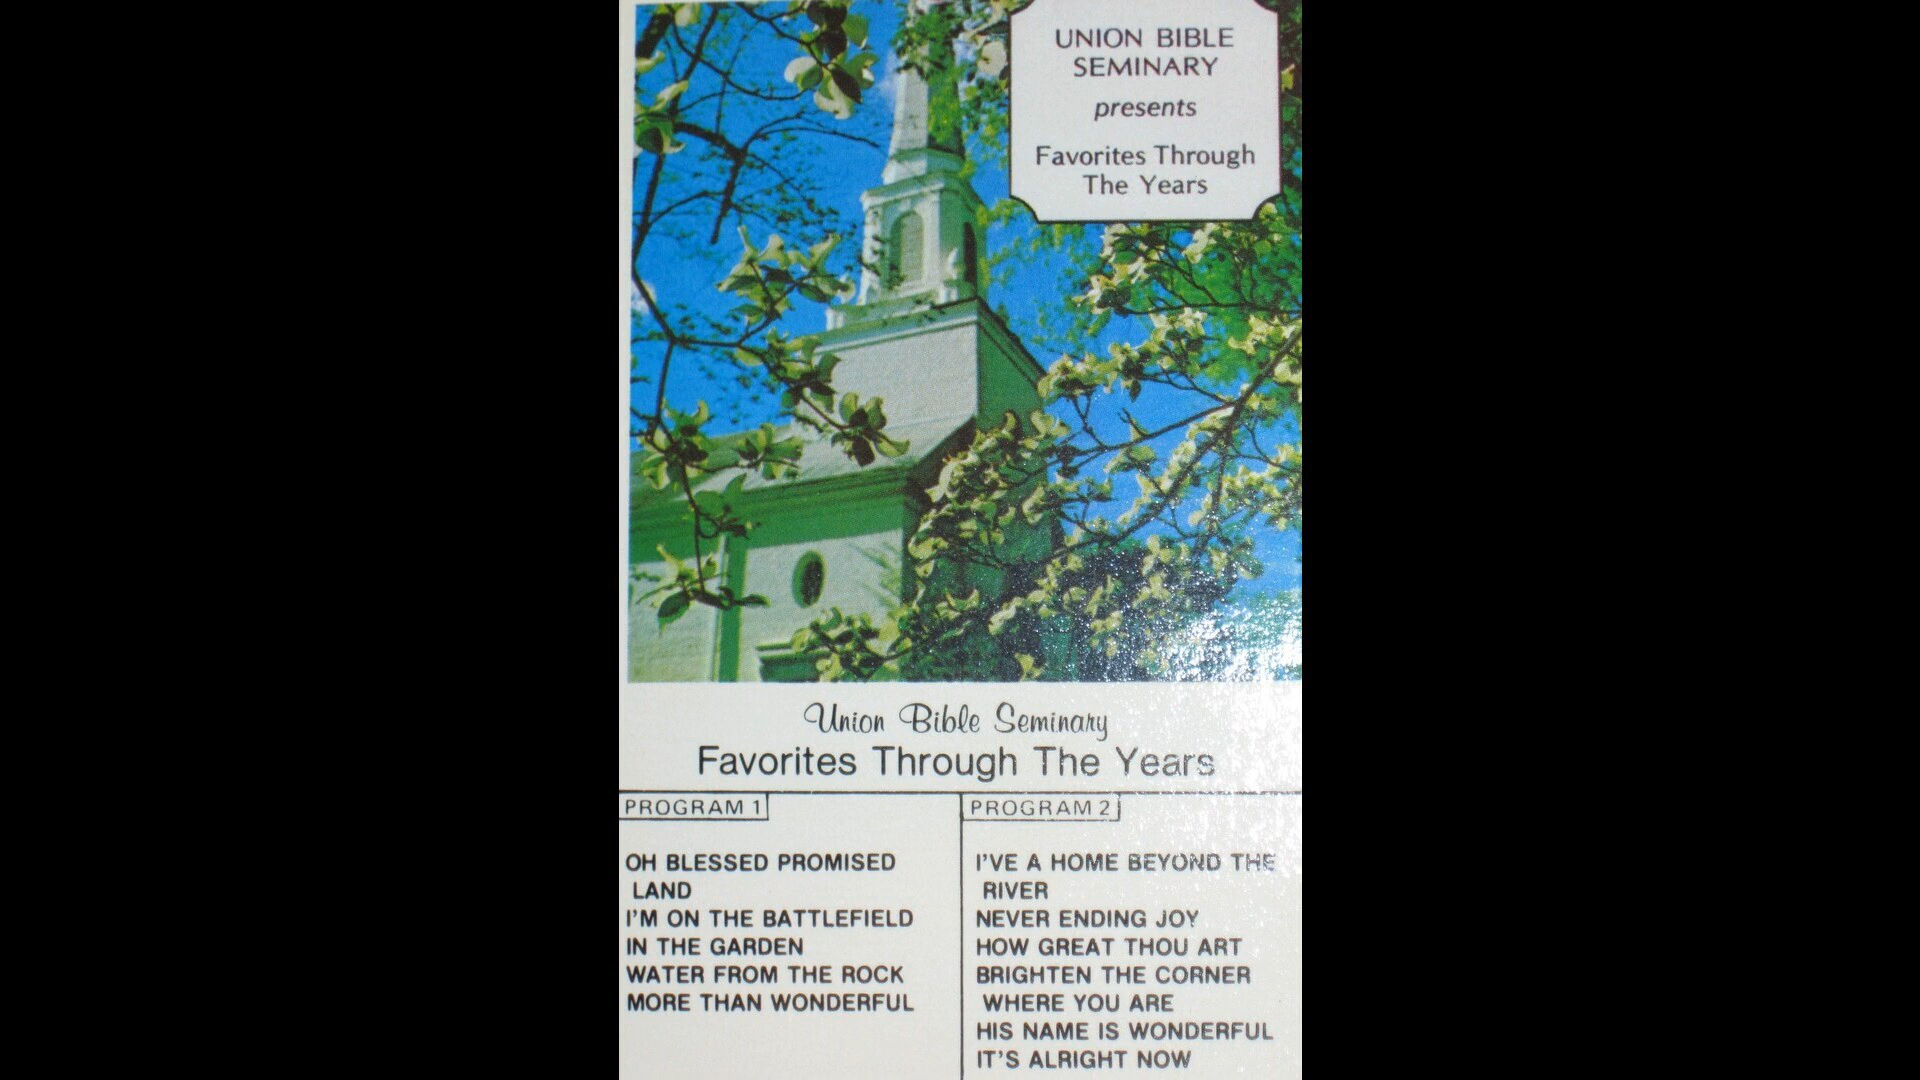 UNION BIBLE
SEMINARY
presents
Favorites Through
The Years
Union Bible Seminary
Favorites Through The Years
PROGRAM 1
OH BLESSED PROMISED
LAND
I'M ON THE BATTLEFIELD
IN THE GARDEN
WATER FROM THE ROCK
MORE THAN WONDERFUL
PROGRAM 2
I'VE A HOME BEYOND THE
RIVER
NEVER ENDING JOY
HOW GREAT THOU ART
BRIGHTEN THE CORNER
WHERE YOU ARE
HIS NAME IS WONDERFUL
IT'S ALRIGHT NOW